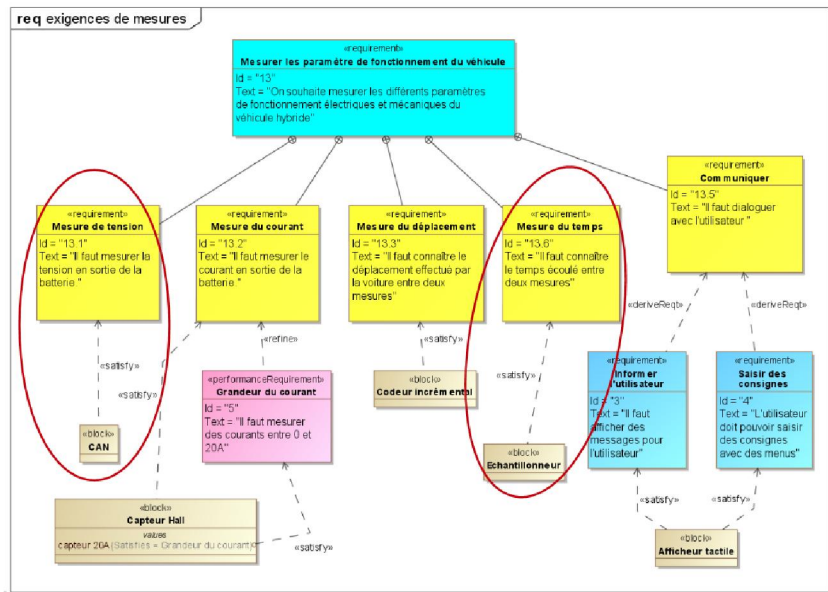 req exigences de mesures
«requirement»
Mesurer les paramètre de fonctionnement du véhicule
Id = "13"
Text = "On souhaite mesurer les différents paramètres
de fonctionnement électriques et mécaniques du
véhicule hybride"
«requirement»
Mesure de tension
Id = "13.1"
Text = "Il faut mesurer la
tension en sortie de la
batterie."
«requirement»
Mesure du courant
Id = "13.2"
Text = "Il faut mesurer le
courant en sortie de la
batterie."
«requirement»
Mesure du déplacement
Id = "13.3"
Text = "Il faut connaître le
déplacement effectué par
la voiture entre deux
mesures"
«requirement»
Mesure du temps
Id = "13.6"
Text = "Il faut connaître
le temps écoulé entre
deux mesures"
«requirement»
Communiquer
Id = "13.5"
Text = "Il faut dialoguer
avec l'utilisateur "
«satisfy»
«satisfy»
«refine»
«satisfy»
«satisfy»
«deriveReqt»
«deriveReqt»
«block»
CAN
«performanceRequirement»
Grandeur du courant
Id = "5"
Text = "Il faut mesurer
des courants entre 0 et
20A"
«block»
Codeur incrémental
«block»
Echantillonneur
«requirement»
Informer
l'utilisateur
Id = "3"
Text = "Il faut
afficher des
messages pour
l'utilisateur"
«requirement»
Saisir des
consignes
Id = "4"
Text = "L'utilisateur
doit pouvoir saisir
des consignes
avec des menus"
«block»
Capteur Hall
values
capteur 20A{Satisfies = Grandeur du courant}
«satisfy»
«satisfy»
«satisfy»
«block»
Afficheur tactile